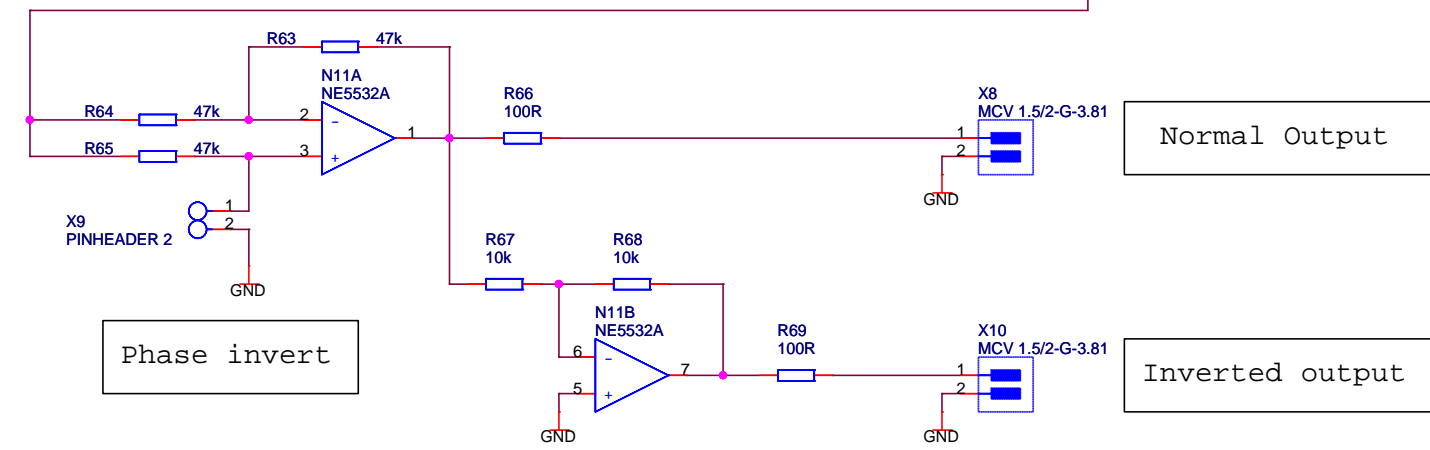 R63 47k
N11A
NE5532A
R64 47k
2
−
1
R65 47k
3
+
R66
100R
X8
MCV 1.5/2-G-3.81
1
2
GND
Normal Output
X9
PINHEADER 2
1
2
GND
Phase invert
R67
10k
R68
10k
N11B
NE5532A
6
−
7
5
+
GND
R69
100R
X10
MCV 1.5/2-G-3.81
1
2
GND
Inverted output